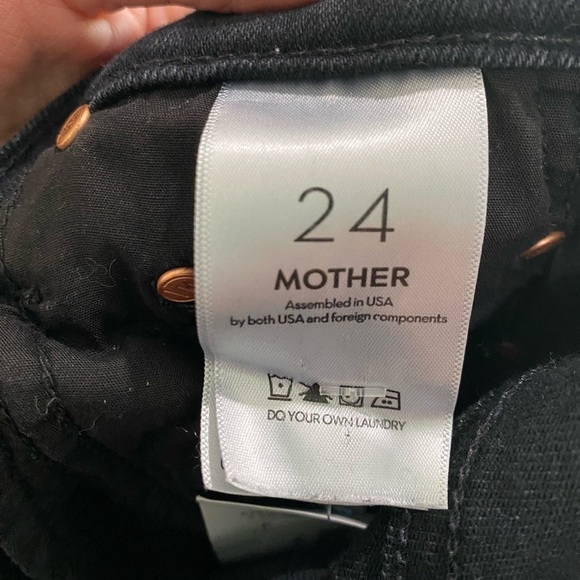 24
MOTHER
Assembled in USA
by both USA and foreign components
DO YOUR OWN LAUNDRY